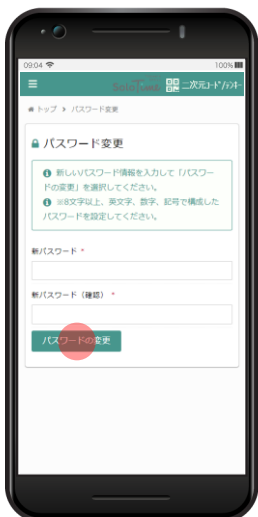 09:04 100%
二次元コード/テンキー
トップ > パスワード変更
パスワード変更
新しいパスワード情報を入力して「パスワー
ドの変更」を選択してください。
※8文字以上、英文字、数字、記号で構成した
パスワードを設定してください。
新パスワード *
新パスワード（確認） *
パスワードの変更